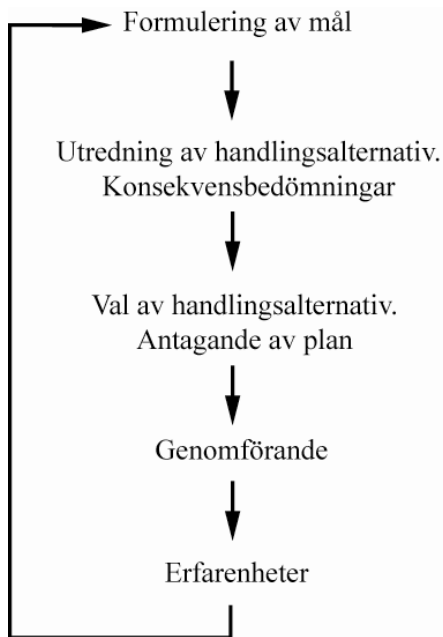 Formulering av mål
Utredning av handlingsalternativ.
Konsekvensbedömningar
Val av handlingsalternativ.
Antagande av plan
Genomförande
Erfarenheter